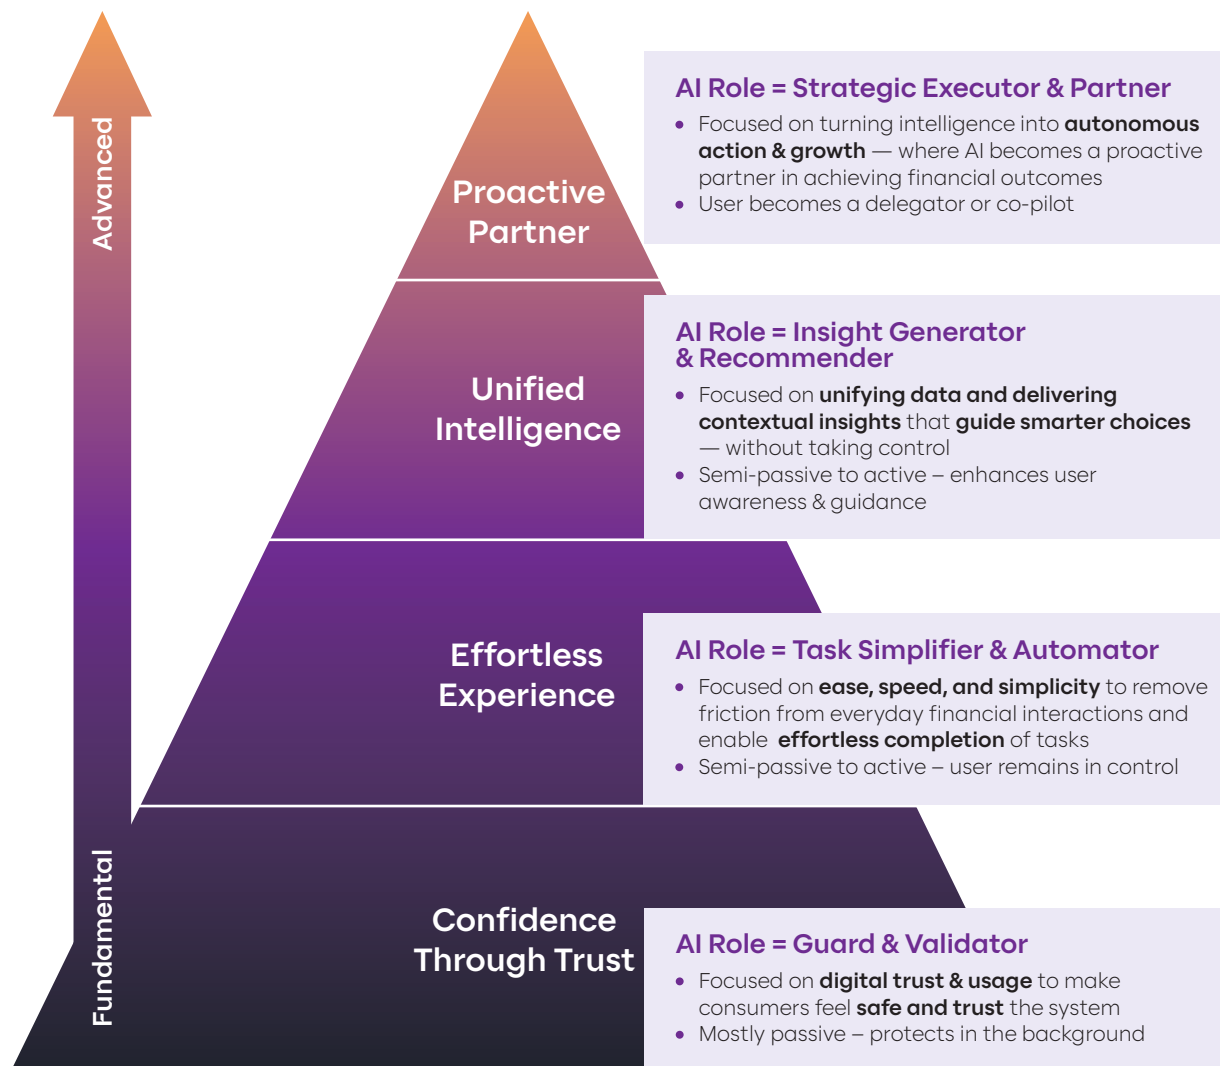 Advanced
Fundamental
Proactive
Partner
AI Role = Strategic Executor & Partner
• Focused on turning intelligence into autonomous
action & growth — where AI becomes a proactive
partner in achieving financial outcomes
• User becomes a delegator or co-pilot
Unified
Intelligence
AI Role = Insight Generator
& Recommender
• Focused on unifying data and delivering
contextual insights that guide smarter choices
— without taking control
• Semi-passive to active – enhances user
awareness & guidance
Effortless
Experience
AI Role = Task Simplifier & Automator
• Focused on ease, speed, and simplicity to remove
friction from everyday financial interactions and
enable effortless completion of tasks
• Semi-passive to active – user remains in control
Confidence
Through Trust
AI Role = Guard & Validator
• Focused on digital trust & usage to make
consumers feel safe and trust the system
• Mostly passive – protects in the background